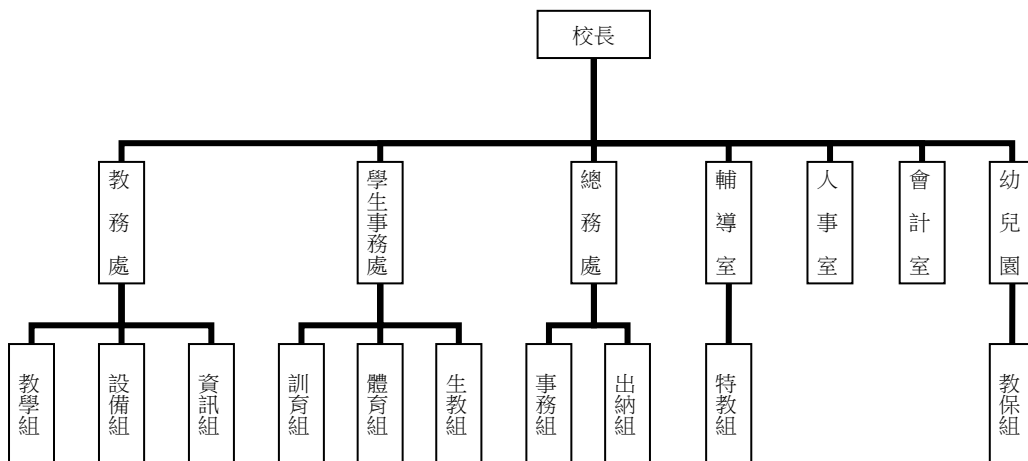 校長
教務處
學生事務處
總務處
輔導室
人事室
會計室
幼兒園
教學組
設備組
資訊組
訓育組
體育組
生教組
事務組
出納組
特教組
教保組